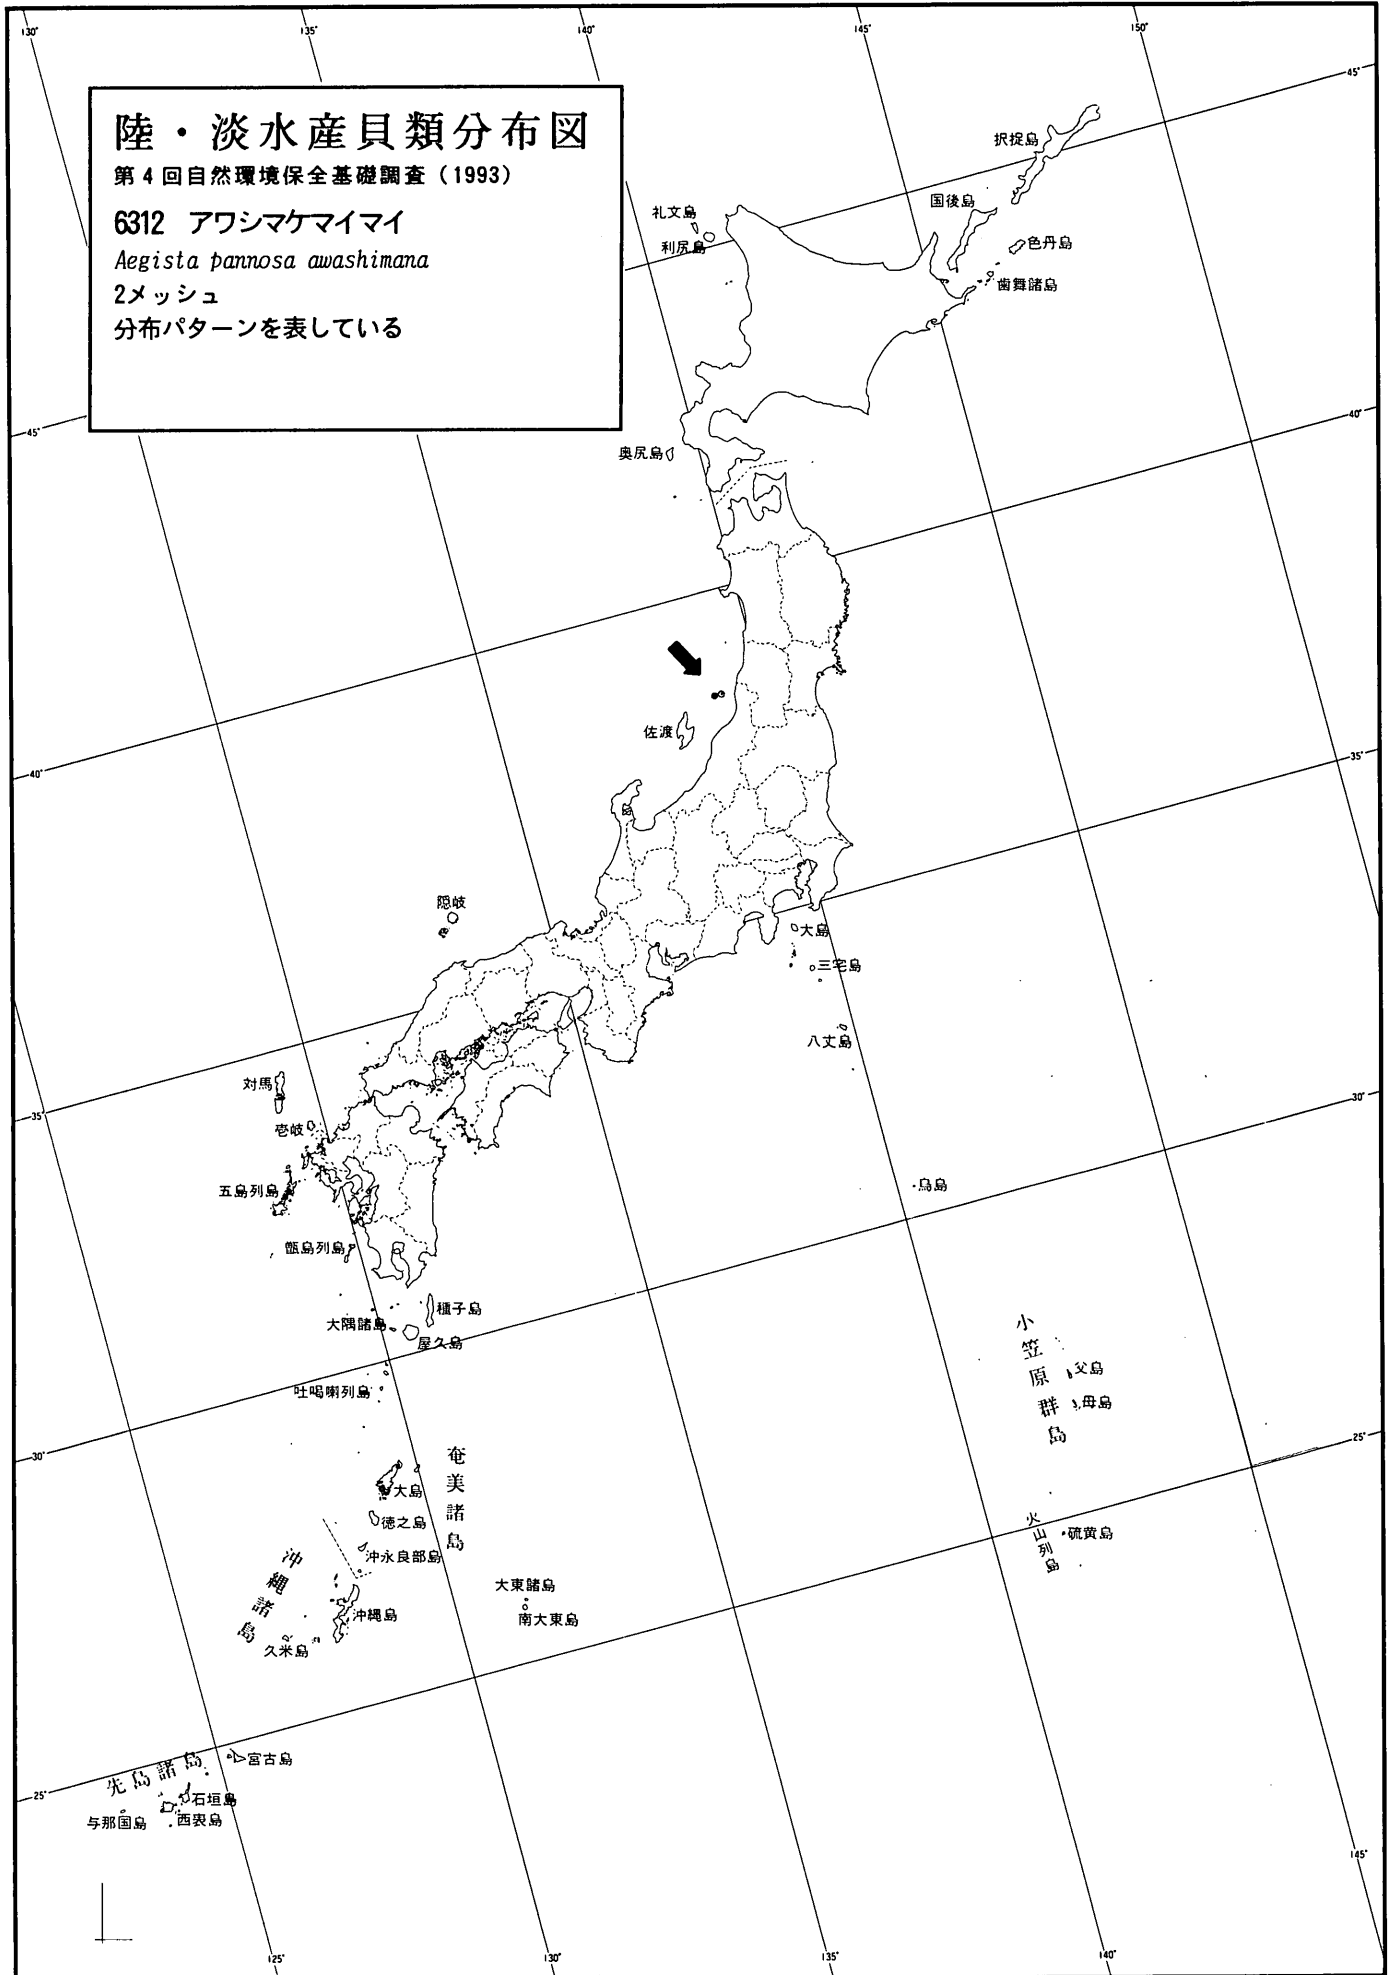 130°
135°
140°
145°
150°
陸・淡水産貝類分布図
第4回自然環境保全基礎調査（1993）
6312 アワシマケマイマイ
Aegista pannosa awashimana
2メッシュ
分布パターンを表している
45°
択捉島
国後島
礼文島
利尻島
色丹島
歯舞諸島
40°
45°
奥尻島
35°
佐渡
40°
隠岐
大島
三宅島
八丈島
対馬
30°
35°
壱岐
五島列島
鳥島
甑島列島
種子島
大隅諸島
屋久島
小笠原群島
父島
吐噶喇列島
母島
25°
30°
奄美諸島
大島
徳之島
火山列島
硫黄島
沖永良部島
沖縄諸島
大東諸島
沖縄島
南大東島
久米島
先島諸島
宮古島
25°
石垣島
与那国島
西表島
145°
125°
130°
135°
140°